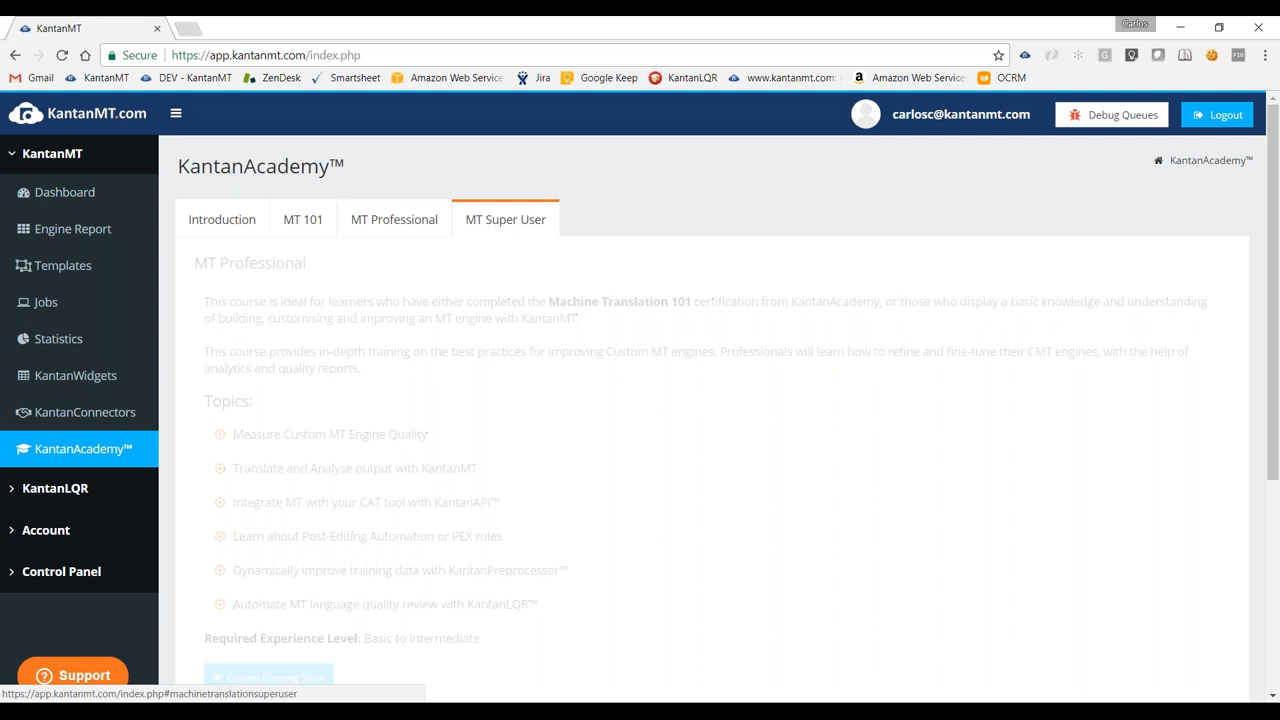 KantanMT
Carlos
Secure https://app.kantanmt.com/index.php
Gmail KantanMT DEV - KantanMT ZenDesk Smartsheet Amazon Web Service Jira Google Keep KantanLQR www.kantanmt.com: Amazon Web Service OCRM
KantanMT.com
carlosc@kantanmt.com Debug Queues Logout
KantanMT
Dashboard
Engine Report
Templates
Jobs
Statistics
KantanWidgets
KantanConnectors
KantanAcademy™
KantanLQR
Account
Control Panel
Support
KantanAcademy™
KantanAcademy™
Introduction MT 101 MT Professional MT Super User
MT Professional
This course is ideal for learners who have either completed the Machine Translation 101 certification from KantanAcademy, or those who display a basic knowledge and understanding
of building, customising and improving an MT engine with KantanMT.
This course provides in-depth training on the best practices for improving Custom MT engines. Professionals will learn how to refine and fine-tune their CMT engines, with the help of
analytics and quality reports.
Topics:
Measure Custom MT Engine Quality
Translate and Analyse output with KantanMT
Integrate MT with your CAT tool with KantanAPI™
Learn about Post-Editing Automation or PEX rules
Dynamically improve training data with KantanPreprocessor™
Automate MT language quality review with KantanLQR™
Required Experience Level: Basic to Intermediate
Course Coming Soon
https://app.kantanmt.com/index.php#machinetranslationsuperuser